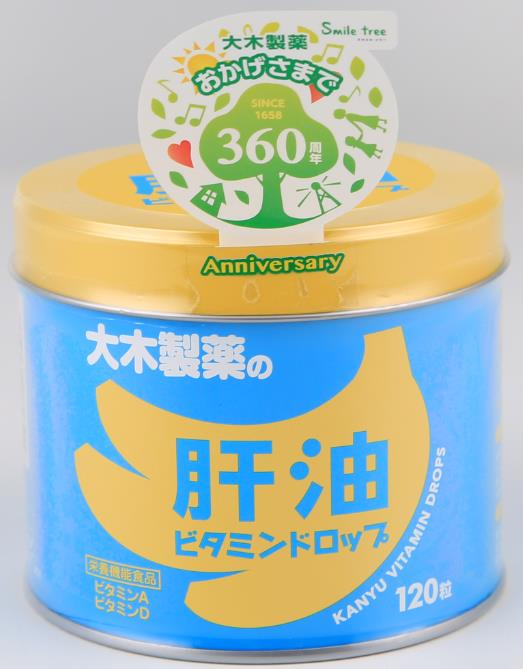 Smile tree
大木製薬
おかげさまで
SINCE
1658
360周年
Anniversary
大木製薬の
肝油
ビタミンドロップ
KANYU VITAMIN DROPS
栄養機能食品
ビタミンA
ビタミンD
120粒